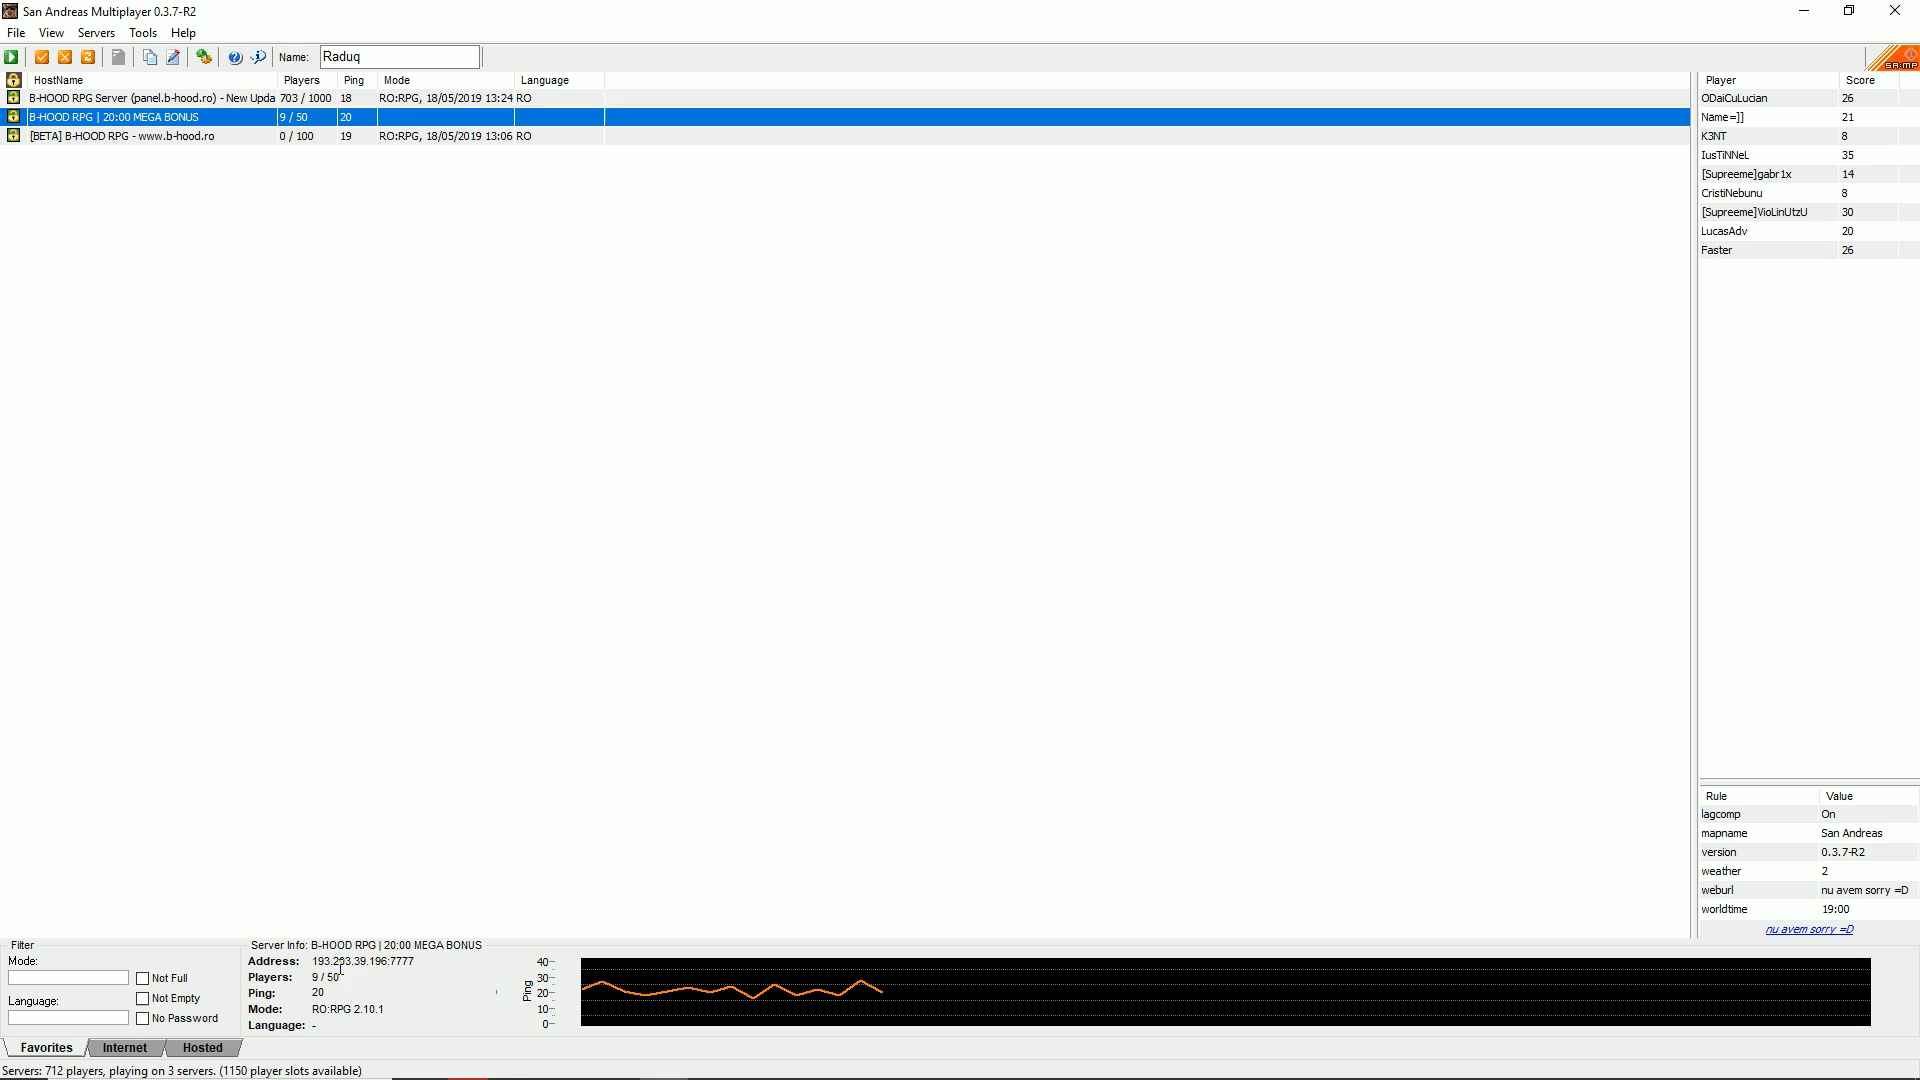 San Andreas Multiplayer 0.3.7-R2
File View Servers Tools Help
Name: Raduq
SA:MP
HostName Players Ping Mode Language
B-HOOD RPG Server (panel.b-hood.ro) - New Upda 703 / 1000 18 RO:RPG, 18/05/2019 13:24 RO
B-HOOD RPG | 20:00 MEGA BONUS 9 / 50 20
[BETA] B-HOOD RPG - www.b-hood.ro 0 / 100 19 RO:RPG, 18/05/2019 13:06 RO
Player Score
ODaiCuLucian 26
Name=]] 21
K3NT 8
IusTiNNeL 35
[Supreeme]gabr1x 14
CristiNebunu 8
[Supreeme]VioLinUtzU 30
LucasAdv 20
Faster 26
Rule Value
lagcomp On
mapname San Andreas
version 0.3.7-R2
weather 2
weburl nu avem sorry =D
worldtime 19:00
nu avem sorry =D
Filter
Mode:
Not Full
Not Empty
Language:
No Password
Server Info: B-HOOD RPG | 20:00 MEGA BONUS
Address: 193.203.39.196:7777
Players: 9 / 50
Ping: 20
Mode: RO:RPG 2.10.1
Language: -
Ping
40
30
20
10
0
Favorites Internet Hosted
Servers: 712 players, playing on 3 servers. (1150 player slots available)